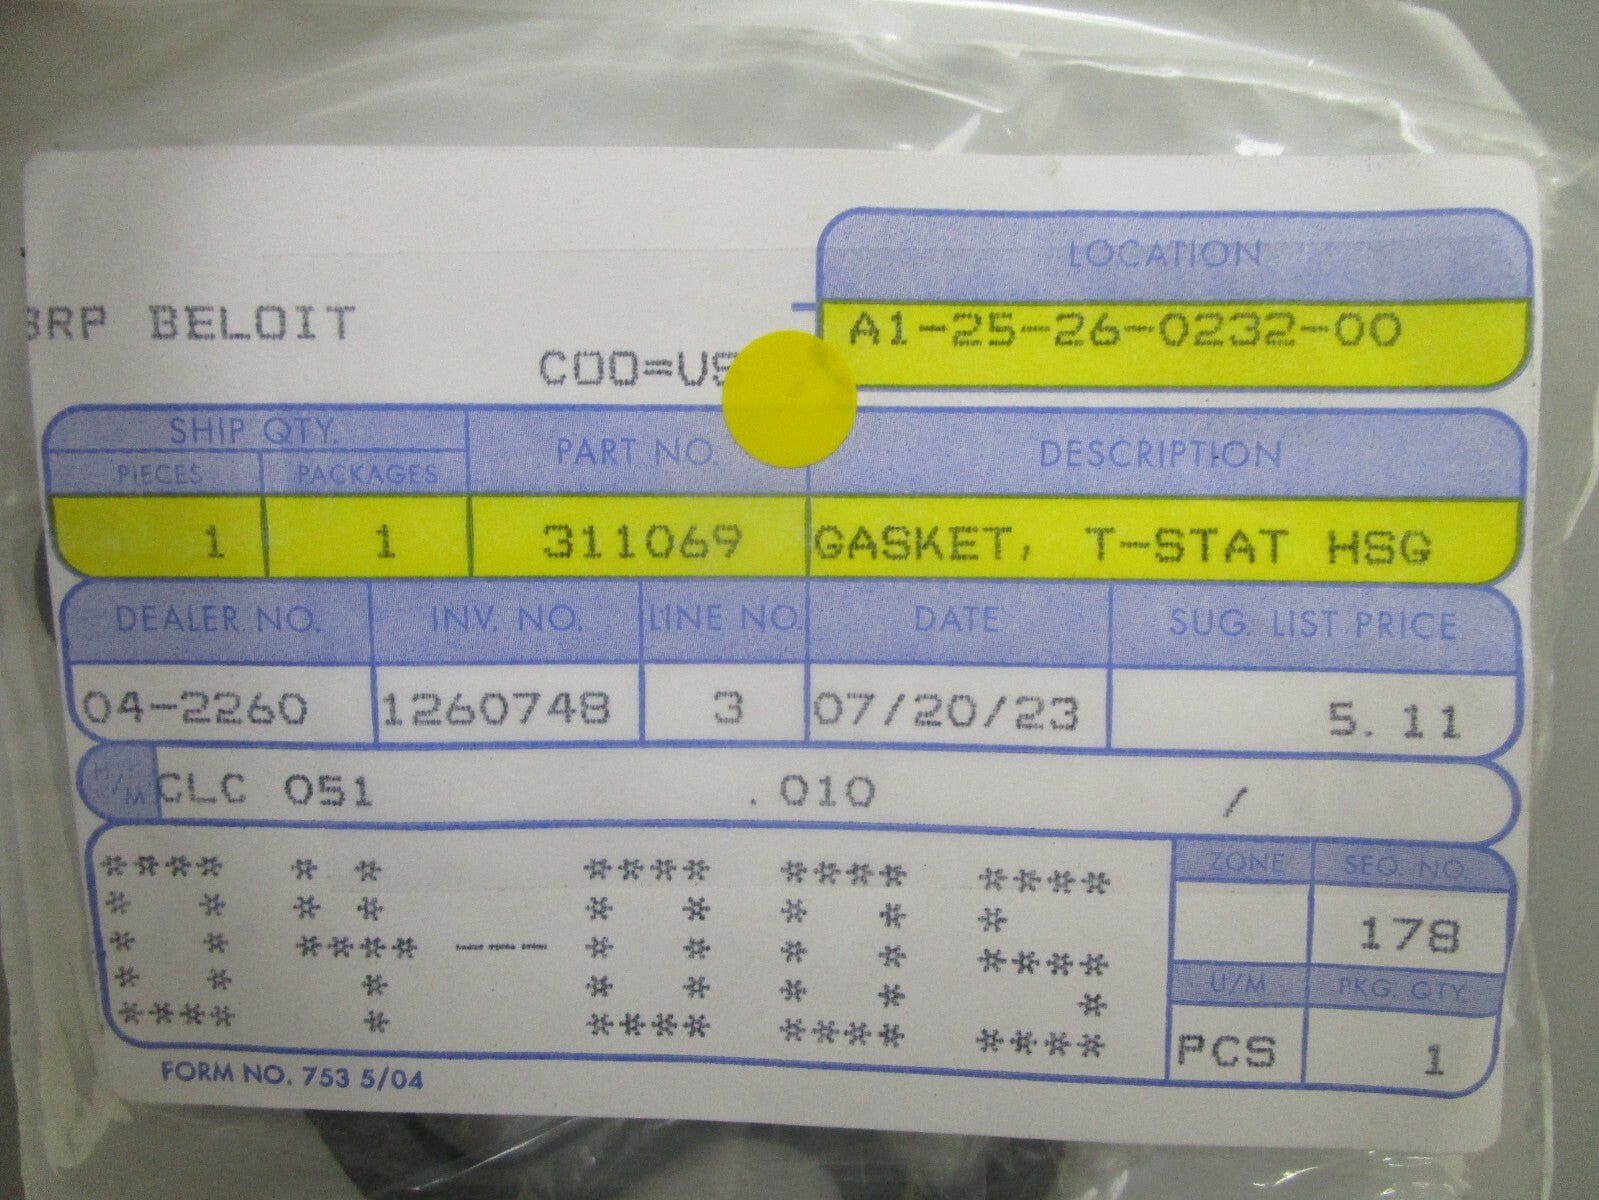 LOCATION
BRP BELOIT A1-25-26-0232-00
COO=US
SHIP QTY. PART NO. DESCRIPTION
PIECES PACKAGES
1 1 311069 GASKET, T-STAT HSG
DEALER NO. INV. NO. LINE NO. DATE SUG. LIST PRICE
04-2260 1260748 3 07/20/23 5.11
H/M CLC 051 .010 /
04-005
ZONE SEQ. NO.
178
U/M PKG. QTY.
PCS 1
FORM NO. 753 5/04